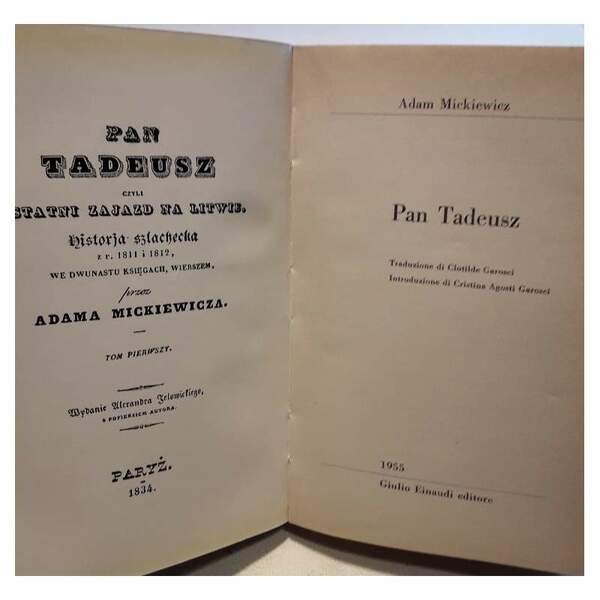 PAN
TADEUSZ
CZYLI
STATNI ZAJAZD NA LITWIE.
Historja szlachecka
z r. 1811 i 1812,
WE DWUNASTU KSIĘGACH, WIERSZEM,
przez
ADAMA MICKIEWICZA.
TOM PIERWSZY.
Wydanie Alexandra Jełowickiego,
Z POPIERSIEM AUTORA.
PARYŻ.
1834.
Adam Mickiewicz
Pan Tadeusz
Traduzione di Clotilde Garosci
Introduzione di Cristina Agosti Garosci
1955
Giulio Einaudi editore